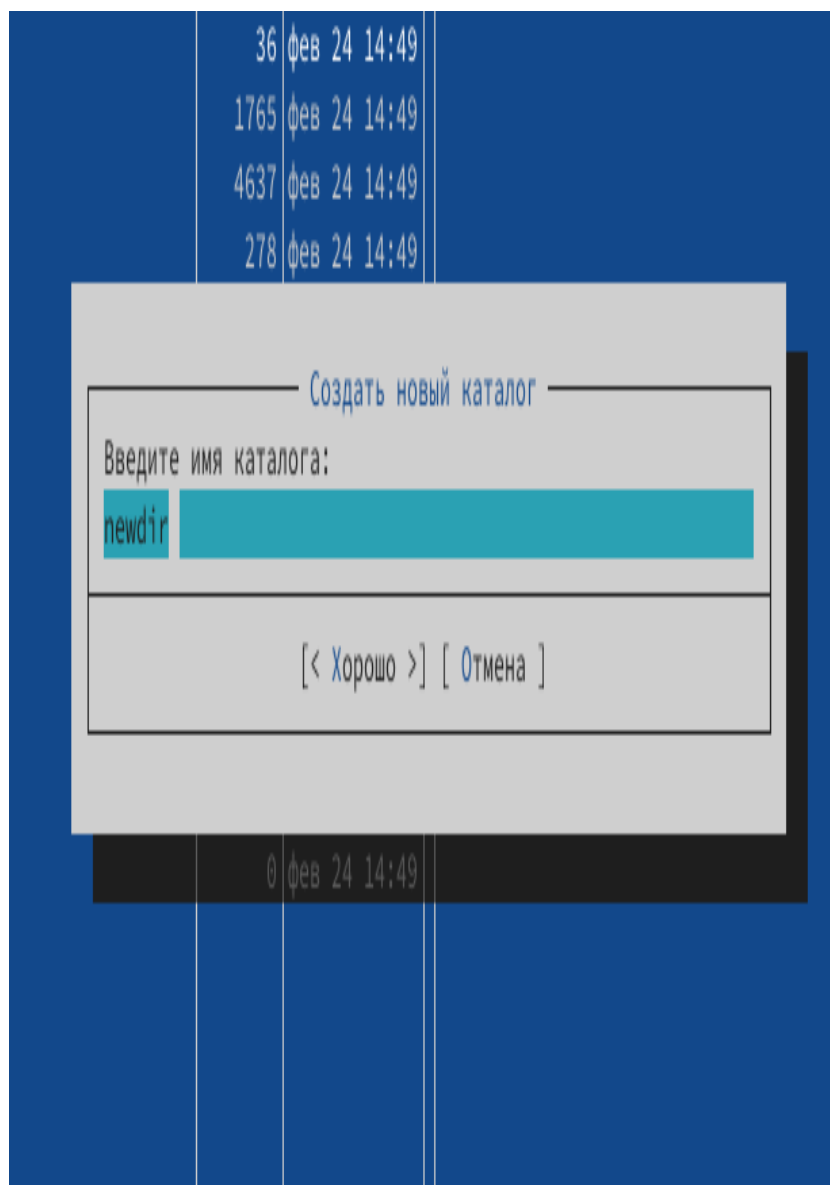 36 фев 24 14:49
1765 фев 24 14:49
4637 фев 24 14:49
278 фев 24 14:49
Создать новый каталог
Введите имя каталога:
newdir
[< Хорошо >] [ Отмена ]
0 фев 24 14:49